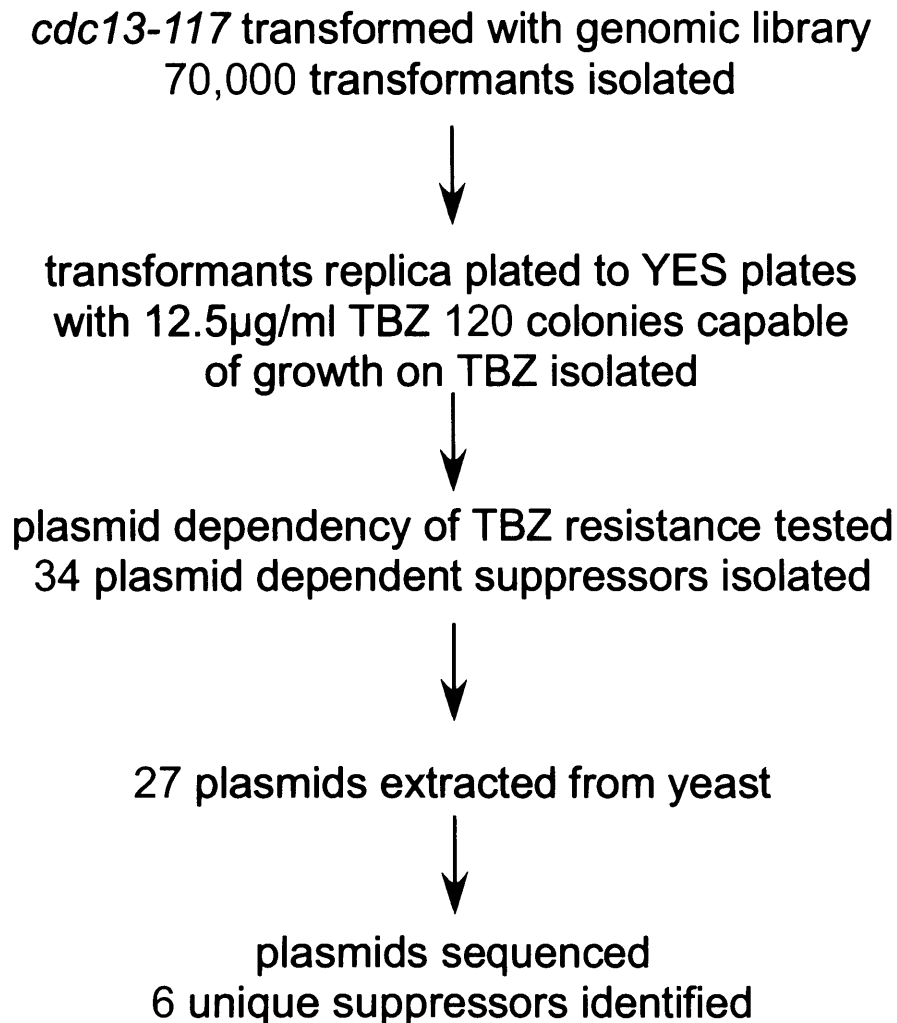 cdc13-117 transformed with genomic library
70,000 transformants isolated
transformants replica plated to YES plates
with 12.5µg/ml TBZ 120 colonies capable
of growth on TBZ isolated
plasmid dependency of TBZ resistance tested
34 plasmid dependent suppressors isolated
27 plasmids extracted from yeast
plasmids sequenced
6 unique suppressors identified